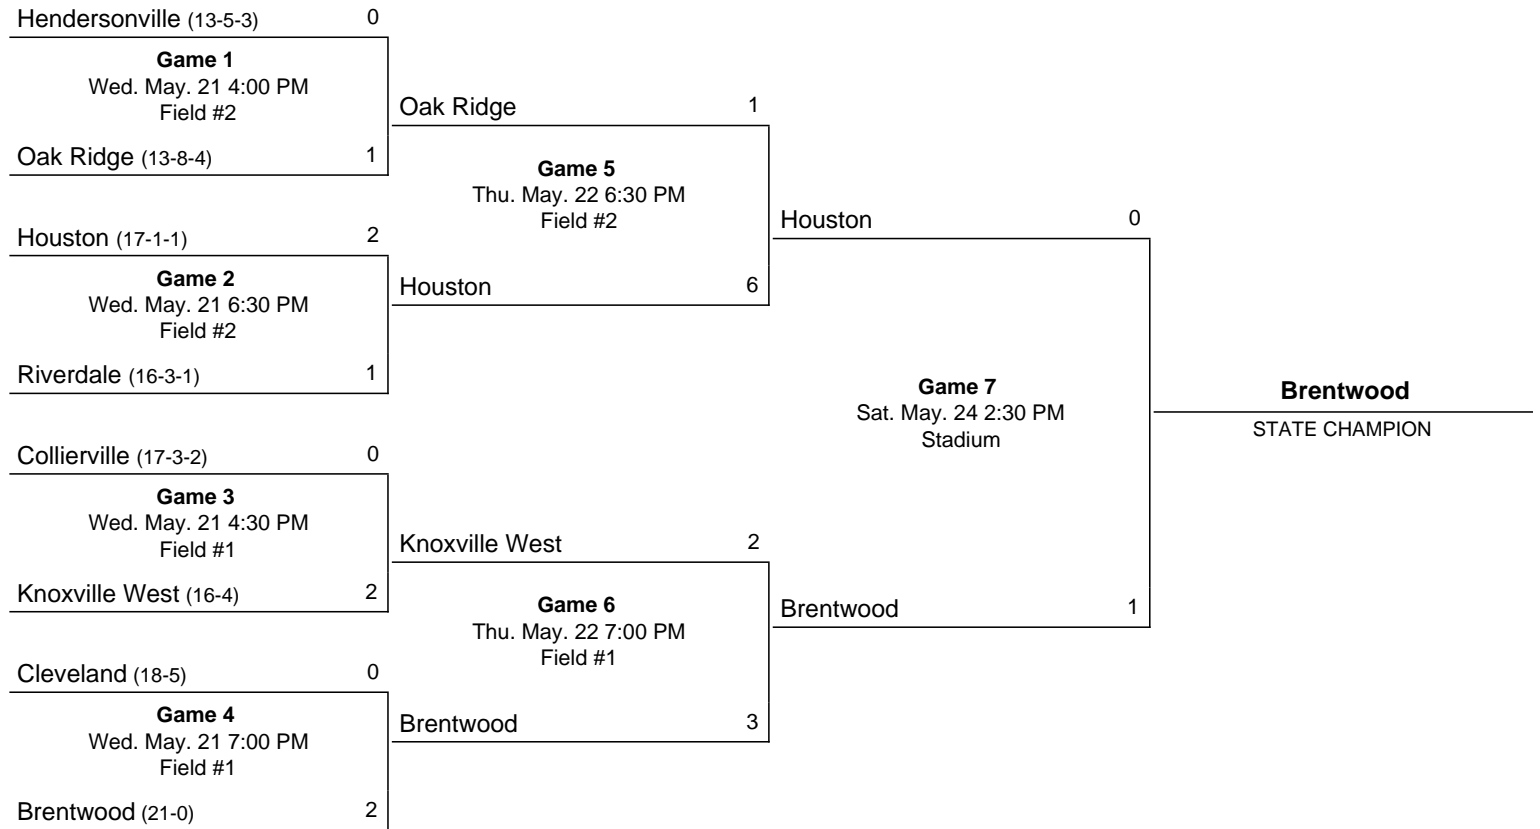 Hendersonville (13-5-3) 0
Game 1
Wed. May. 21 4:00 PM
Field #2
Oak Ridge (13-8-4) 1
Houston (17-1-1) 2
Game 2
Wed. May. 21 6:30 PM
Field #2
Riverdale (16-3-1) 1
Collierville (17-3-2) 0
Game 3
Wed. May. 21 4:30 PM
Field #1
Knoxville West (16-4) 2
Cleveland (18-5) 0
Game 4
Wed. May. 21 7:00 PM
Field #1
Brentwood (21-0) 2
Oak Ridge 1
Game 5
Thu. May. 22 6:30 PM
Field #2
Houston 6
Knoxville West 2
Game 6
Thu. May. 22 7:00 PM
Field #1
Brentwood 3
Houston 0
Game 7
Sat. May. 24 2:30 PM
Stadium
Brentwood 1
Brentwood
STATE CHAMPION